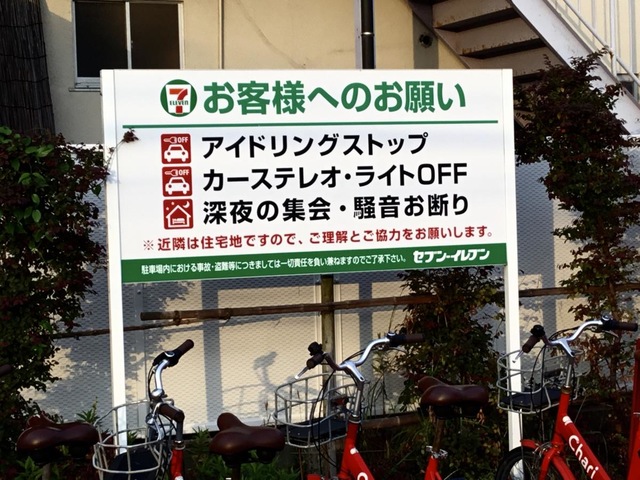 7 ELEVEN お客様へのお願い
OFF アイドリングストップ
OFF カーステレオ・ライトOFF
深夜の集会・騒音お断り
※近隣は住宅地ですので、ご理解とご協力をお願いします。
駐車場内における事故・盗難等につきましては一切責任を負い兼ねますのでご了承下さい。 セブン-イレブン
Chari